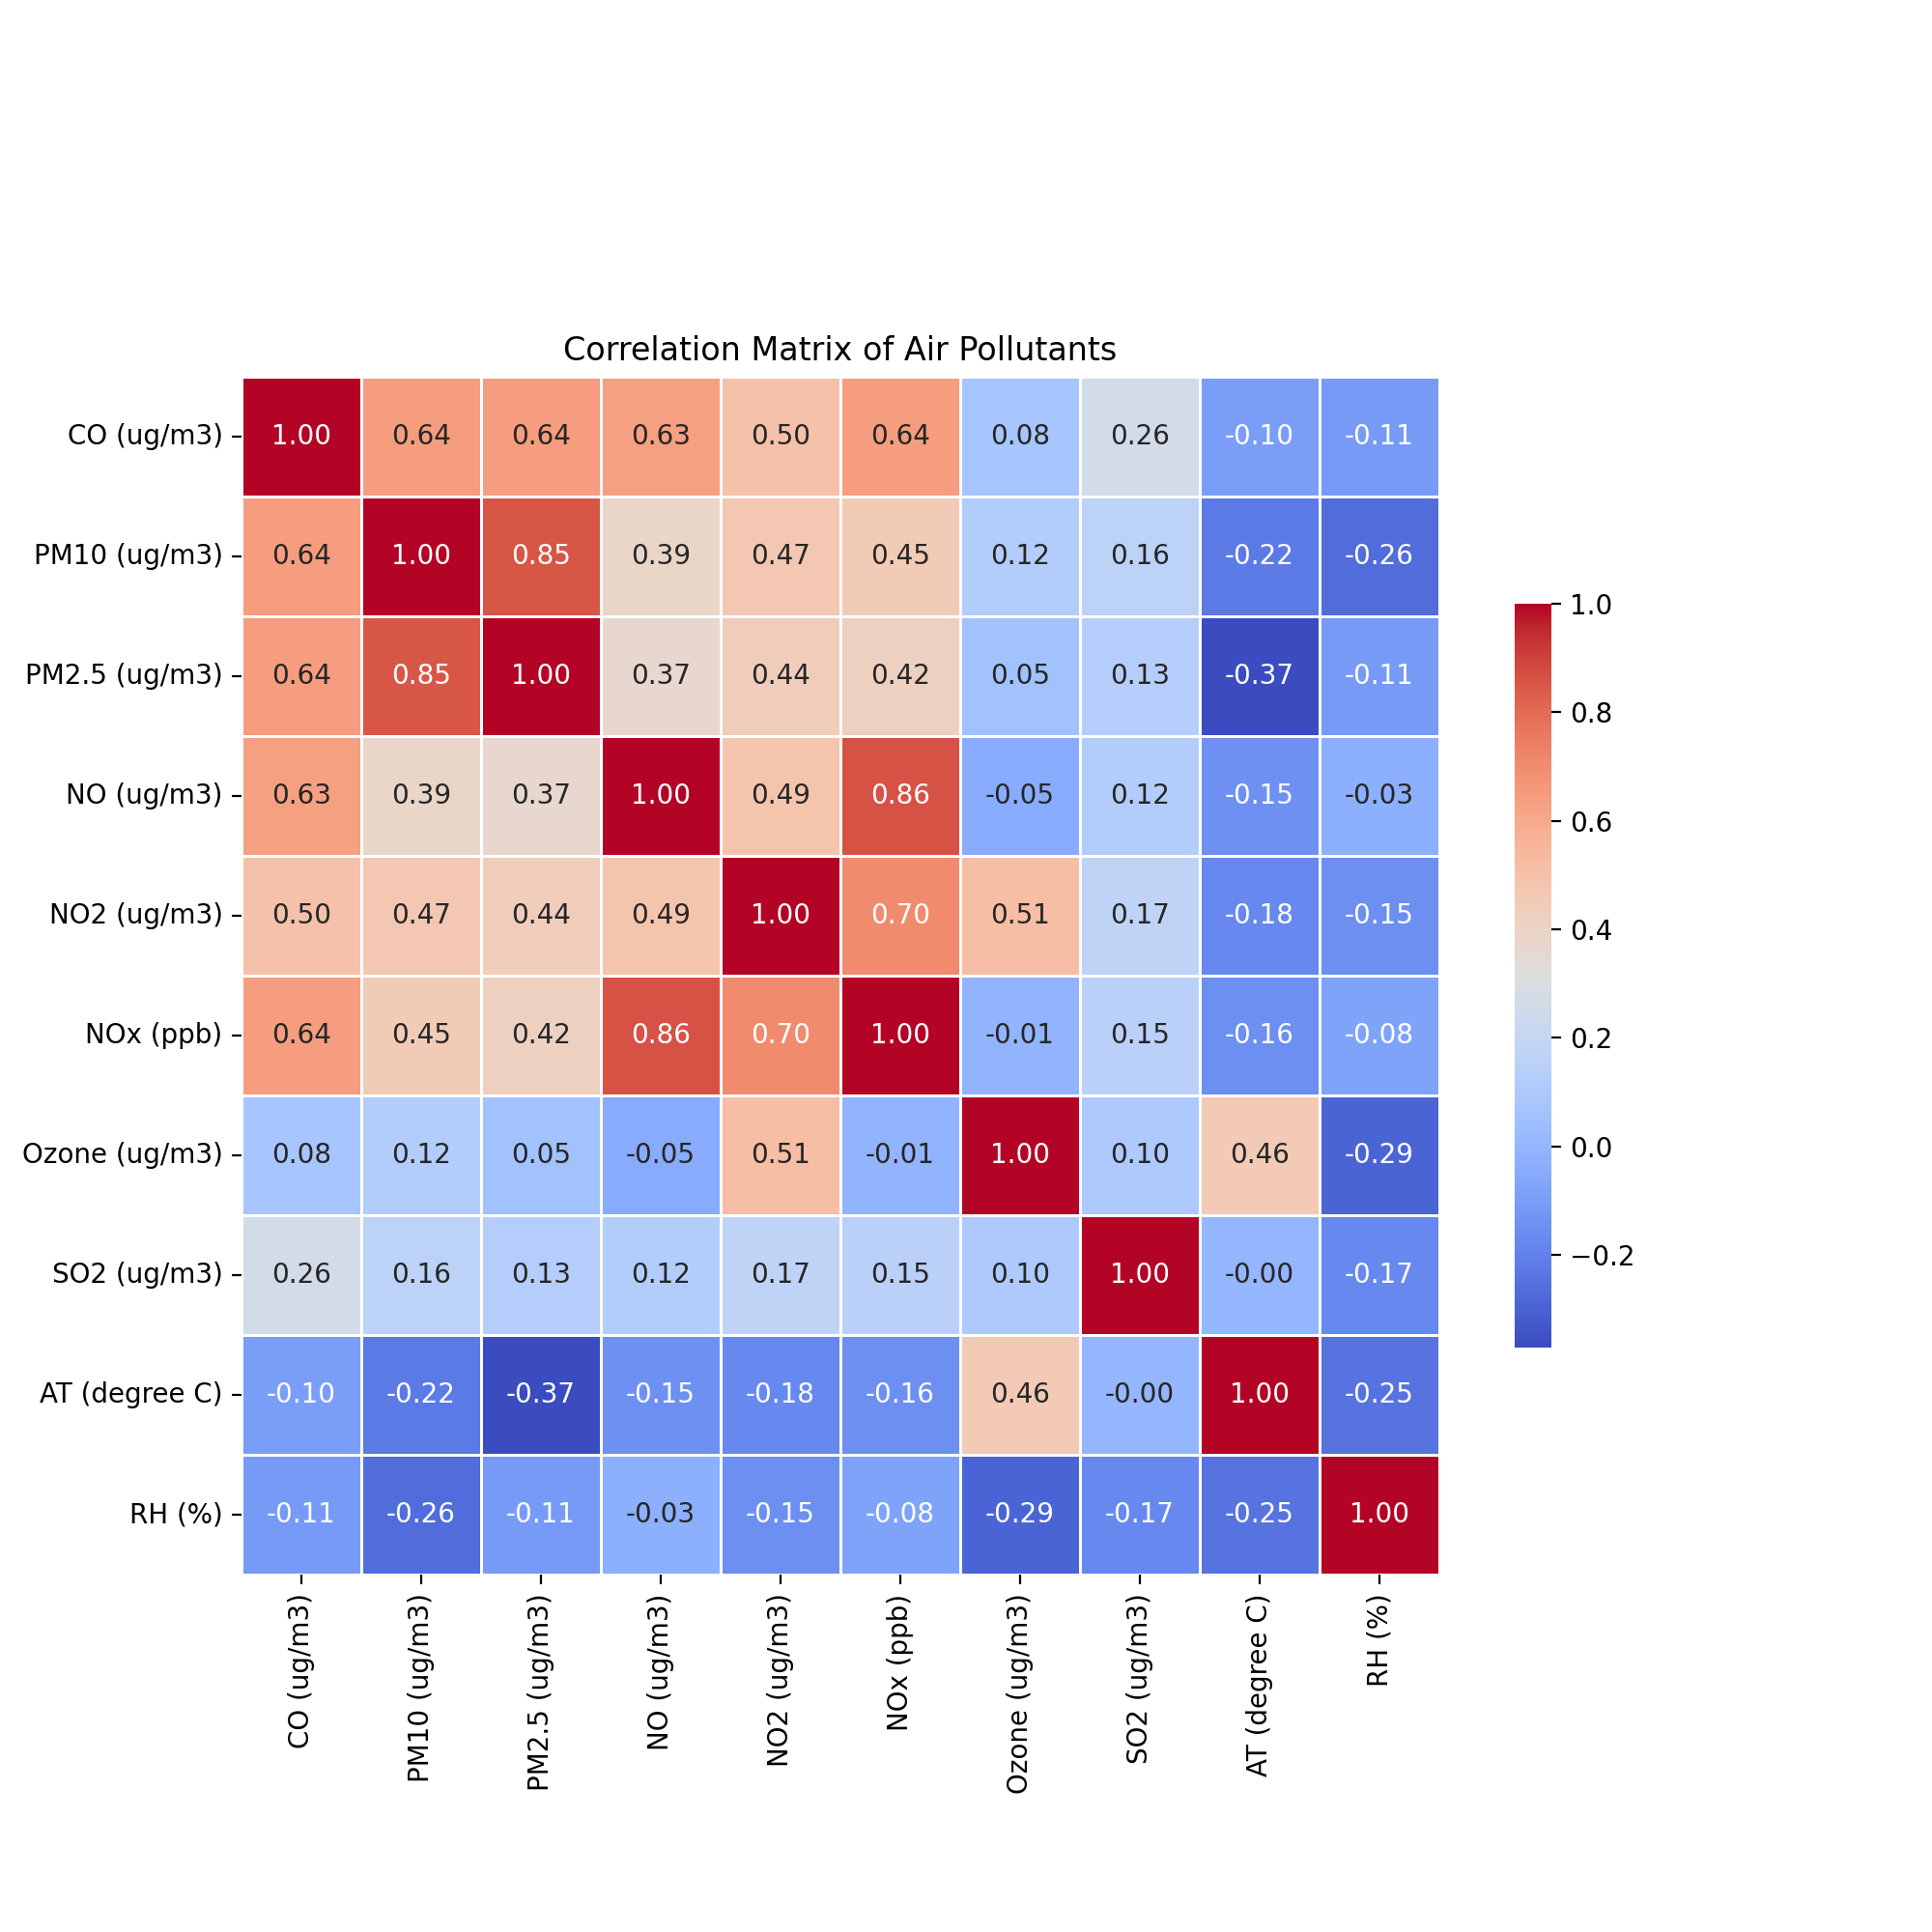 Correlation Matrix of Air Pollutants
CO (ug/m3) 1.00 0.64 0.64 0.63 0.50 0.64 0.08 0.26 -0.10 -0.11
PM10 (ug/m3) 0.64 1.00 0.85 0.39 0.47 0.45 0.12 0.16 -0.22 -0.26
PM2.5 (ug/m3) 0.64 0.85 1.00 0.37 0.44 0.42 0.05 0.13 -0.37 -0.11
NO (ug/m3) 0.63 0.39 0.37 1.00 0.49 0.86 -0.05 0.12 -0.15 -0.03
NO2 (ug/m3) 0.50 0.47 0.44 0.49 1.00 0.70 0.51 0.17 -0.18 -0.15
NOx (ppb) 0.64 0.45 0.42 0.86 0.70 1.00 -0.01 0.15 -0.16 -0.08
Ozone (ug/m3) 0.08 0.12 0.05 -0.05 0.51 -0.01 1.00 0.10 0.46 -0.29
SO2 (ug/m3) 0.26 0.16 0.13 0.12 0.17 0.15 0.10 1.00 -0.00 -0.17
AT (degree C) -0.10 -0.22 -0.37 -0.15 -0.18 -0.16 0.46 -0.00 1.00 -0.25
RH (%) -0.11 -0.26 -0.11 -0.03 -0.15 -0.08 -0.29 -0.17 -0.25 1.00
CO (ug/m3)
PM10 (ug/m3)
PM2.5 (ug/m3)
NO (ug/m3)
NO2 (ug/m3)
NOx (ppb)
Ozone (ug/m3)
SO2 (ug/m3)
AT (degree C)
RH (%)
1.0
0.8
0.6
0.4
0.2
0.0
−0.2